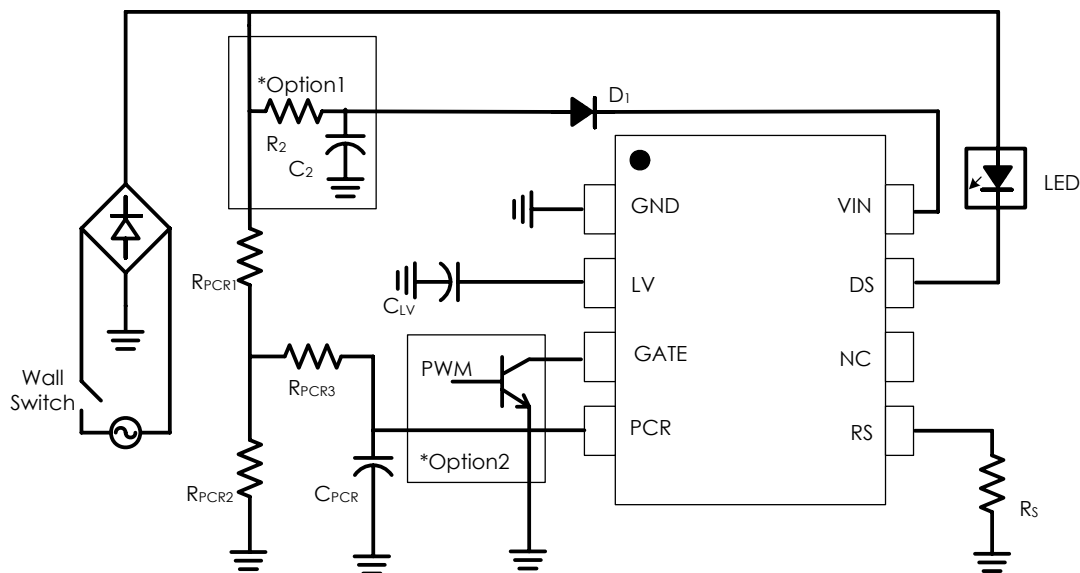 *Option1
R2
C2
D1
LED
GND
VIN
RPCR1
CLV
LV
DS
PWM
GATE
NC
Wall
Switch
RPCR3
PCR
RS
*Option2
RPCR2
CPCR
RS